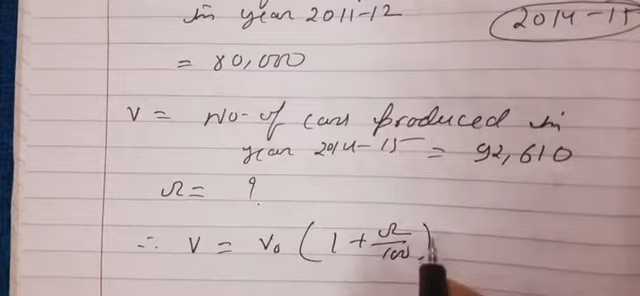 in year 2011-12
2014-15
= 80,000
V = No. of cars produced in
year 2014-15 = 92,610
r = ?
∴ V = V₀ (1 + r/100)